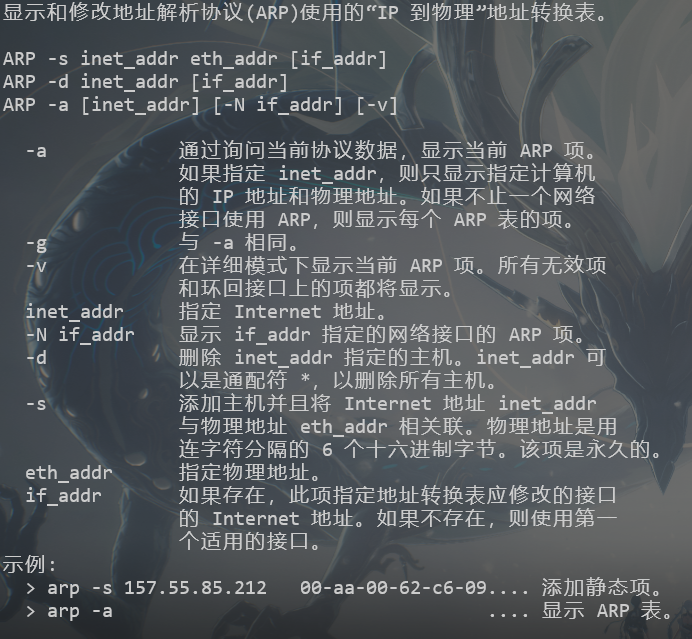 显示和修改地址解析协议(ARP)使用的“IP 到物理”地址转换表。
ARP -s inet_addr eth_addr [if_addr]
ARP -d inet_addr [if_addr]
ARP -a [inet_addr] [-N if_addr] [-v]
-a 通过询问当前协议数据，显示当前 ARP 项。
如果指定 inet_addr，则只显示指定计算机
的 IP 地址和物理地址。如果不止一个网络
接口使用 ARP，则显示每个 ARP 表的项。
-g 与 -a 相同。
-v 在详细模式下显示当前 ARP 项。所有无效项
和环回接口上的项都将显示。
inet_addr 指定 Internet 地址。
-N if_addr 显示 if_addr 指定的网络接口的 ARP 项。
-d 删除 inet_addr 指定的主机。inet_addr 可
以是通配符 *，以删除所有主机。
-s 添加主机并且将 Internet 地址 inet_addr
与物理地址 eth_addr 相关联。物理地址是用
连字符分隔的 6 个十六进制字节。该项是永久的。
eth_addr 指定物理地址。
if_addr 如果存在，此项指定地址转换表应修改的接口
的 Internet 地址。如果不存在，则使用第一
个适用的接口。
示例:
> arp -s 157.55.85.212 00-aa-00-62-c6-09.... 添加静态项。
> arp -a .... 显示 ARP 表。